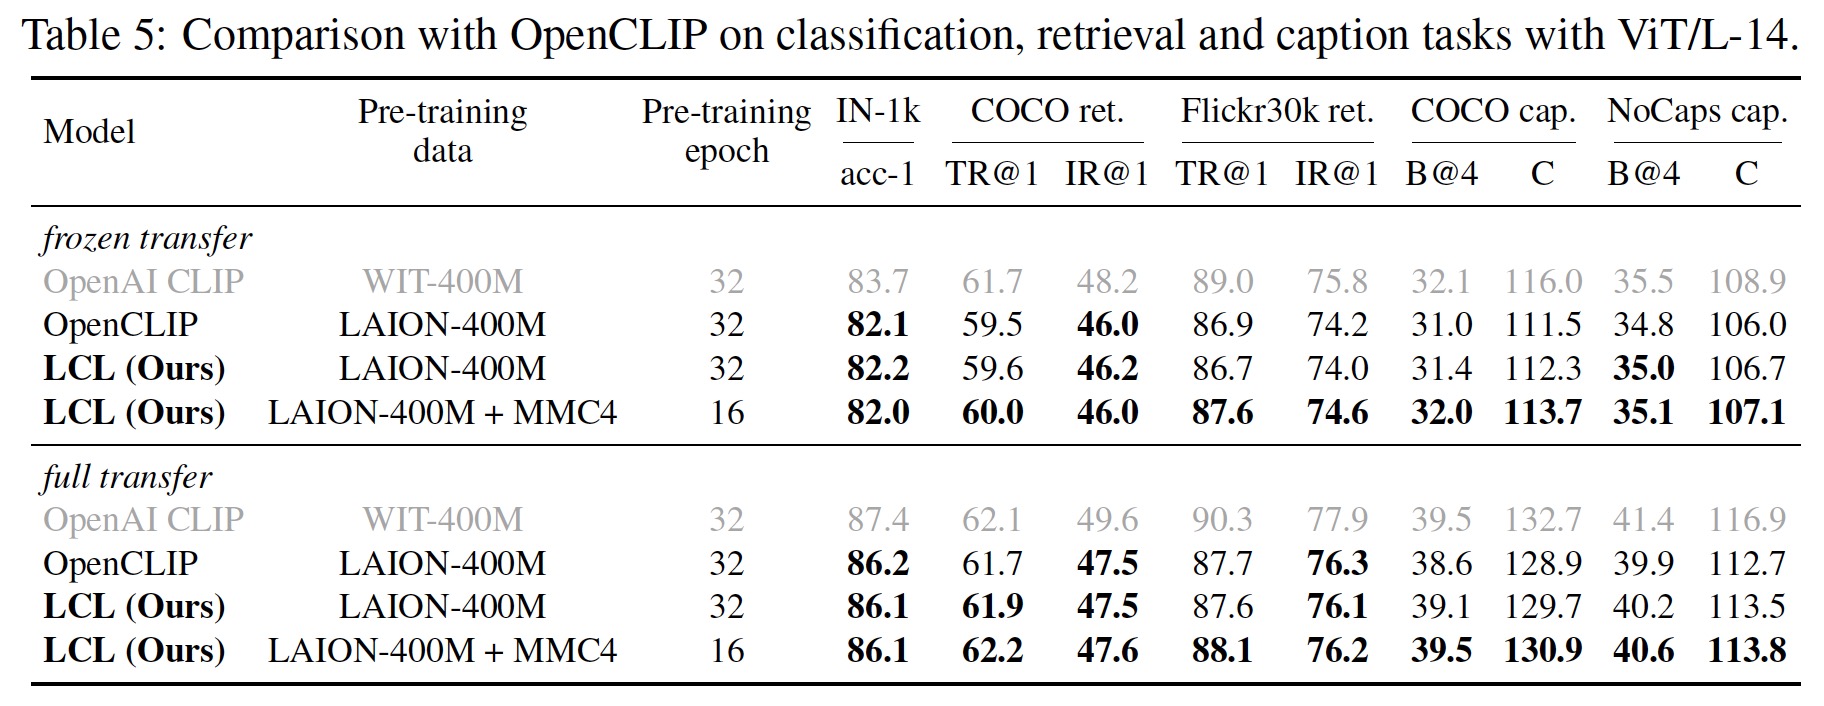 Table 5: Comparison with OpenCLIP on classification, retrieval and caption tasks with ViT/L-14.
Model Pre-training data Pre-training epoch IN-1k COCO ret. Flickr30k ret. COCO cap. NoCaps cap.
acc-1 TR@1 IR@1 TR@1 IR@1 B@4 C B@4 C
frozen transfer
OpenAI CLIP WIT-400M 32 83.7 61.7 48.2 89.0 75.8 32.1 116.0 35.5 108.9
OpenCLIP LAION-400M 32 82.1 59.5 46.0 86.9 74.2 31.0 111.5 34.8 106.0
LCL (Ours) LAION-400M 32 82.2 59.6 46.2 86.7 74.0 31.4 112.3 35.0 106.7
LCL (Ours) LAION-400M + MMC4 16 82.0 60.0 46.0 87.6 74.6 32.0 113.7 35.1 107.1
full transfer
OpenAI CLIP WIT-400M 32 87.4 62.1 49.6 90.3 77.9 39.5 132.7 41.4 116.9
OpenCLIP LAION-400M 32 86.2 61.7 47.5 87.7 76.3 38.6 128.9 39.9 112.7
LCL (Ours) LAION-400M 32 86.1 61.9 47.5 87.6 76.1 39.1 129.7 40.2 113.5
LCL (Ours) LAION-400M + MMC4 16 86.1 62.2 47.6 88.1 76.2 39.5 130.9 40.6 113.8